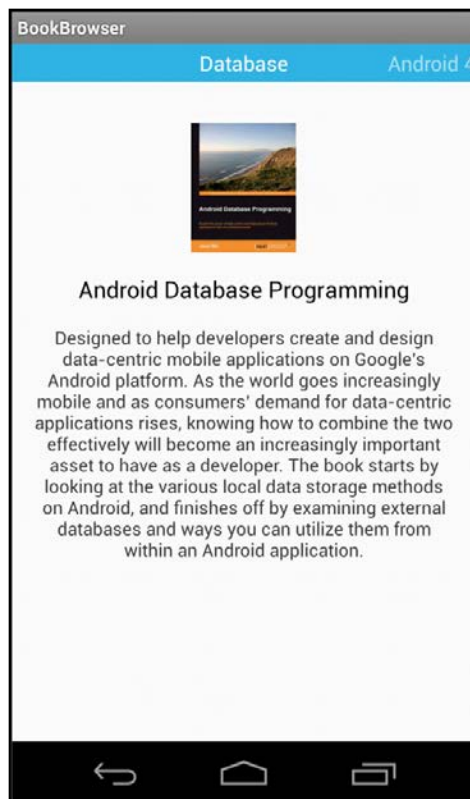 BookBrowser
Database
Android 4
Android Database Programming
Android Database Programming
Designed to help developers create and design
data-centric mobile applications on Google's
Android platform. As the world goes increasingly
mobile and as consumers' demand for data-centric
applications rises, knowing how to combine the two
effectively will become an increasingly important
asset to have as a developer. The book starts by
looking at the various local data storage methods
on Android, and finishes off by examining external
databases and ways you can utilize them from
within an Android application.